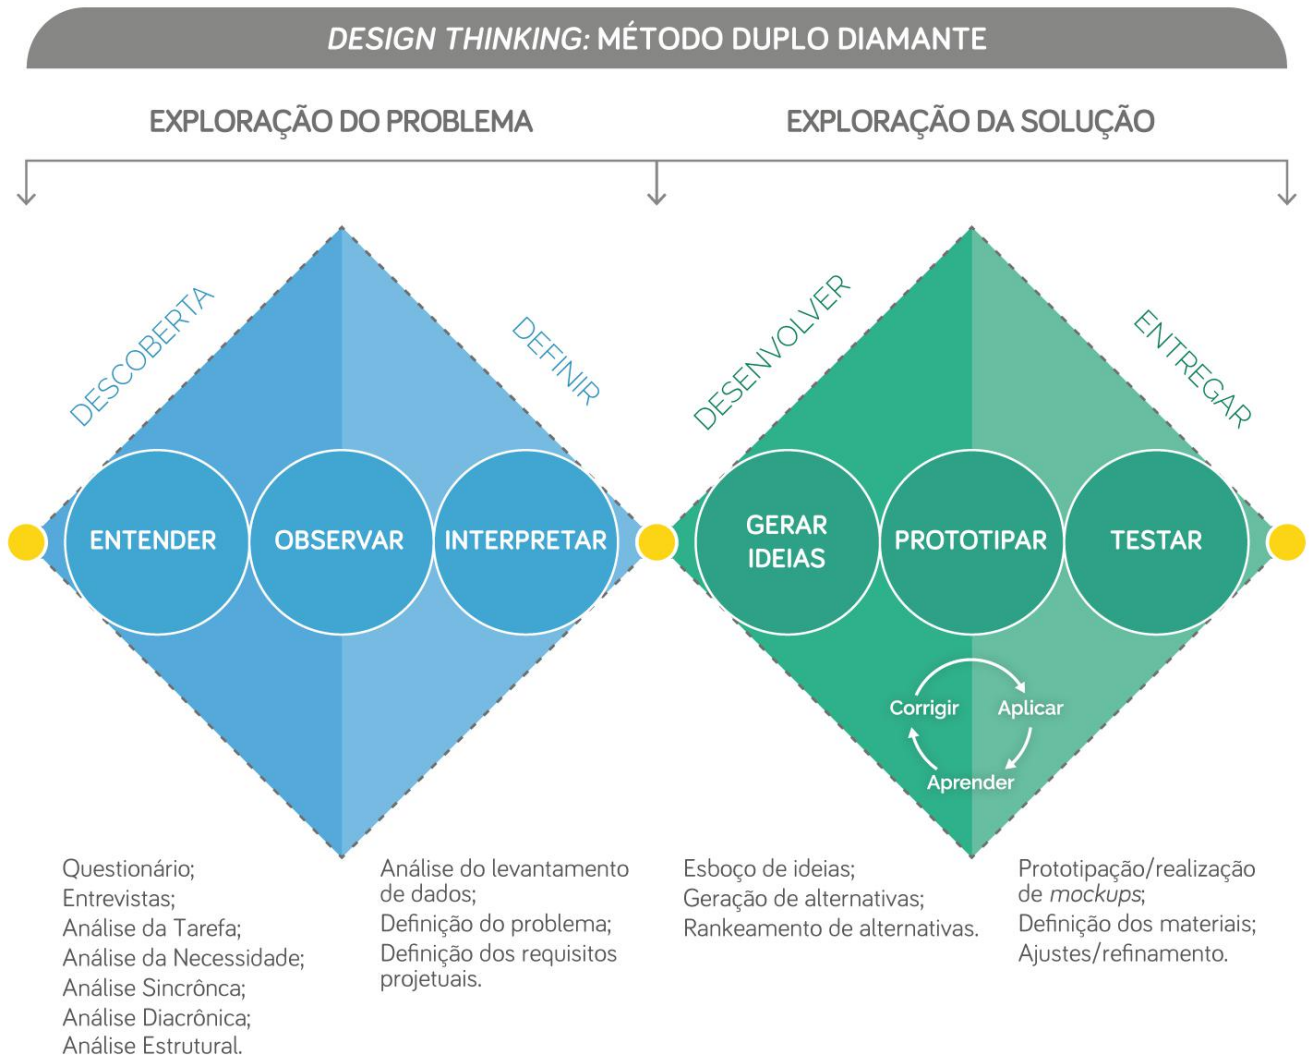 DESIGN THINKING: MÉTODO DUPLO DIAMANTE
EXPLORAÇÃO DO PROBLEMA
EXPLORAÇÃO DA SOLUÇÃO
DESCOBERTA
DEFINIR
DESENVOLVER
ENTREGAR
ENTENDER
OBSERVAR
INTERPRETAR
GERAR
IDEIAS
PROTOTIPAR
TESTAR
Corrigir
Aplicar
Aprender
Questionário;
Entrevistas;
Análise da Tarefa;
Análise da Necessidade;
Análise Sincrônca;
Análise Diacrônica;
Análise Estrutural.
Análise do levantamento
de dados;
Definição do problema;
Definição dos requisitos
projetuais.
Esboço de ideias;
Geração de alternativas;
Rankeamento de alternativas.
Prototipação/realização
de mockups;
Definição dos materiais;
Ajustes/refinamento.